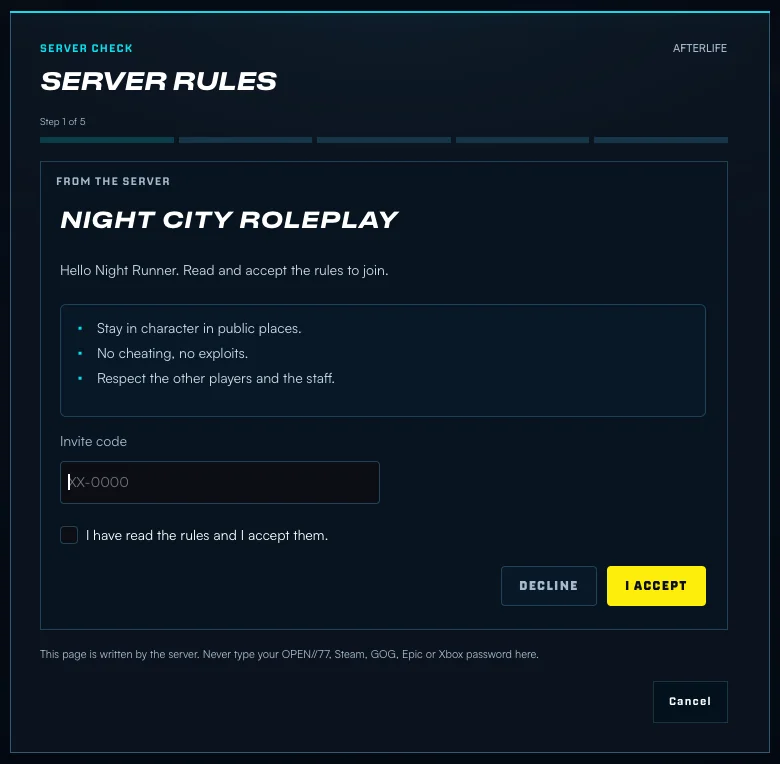 SERVER CHECK
AFTERLIFE
SERVER RULES
Step 1 of 5
FROM THE SERVER
NIGHT CITY ROLEPLAY
Hello Night Runner. Read and accept the rules to join.
• Stay in character in public places.
• No cheating, no exploits.
• Respect the other players and the staff.
Invite code
XX-0000
I have read the rules and I accept them.
DECLINE
I ACCEPT
This page is written by the server. Never type your OPEN//77, Steam, GOG, Epic or Xbox password here.
Cancel